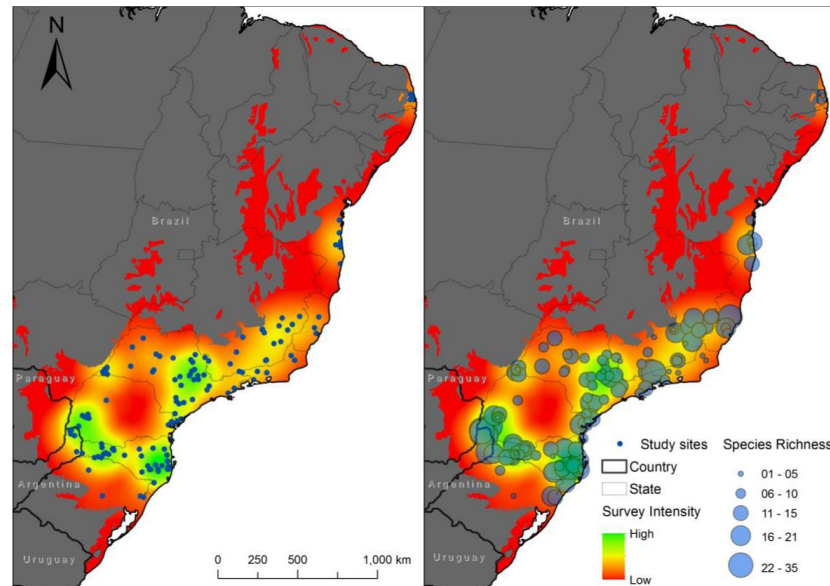 N
Brazil
Paraguay
Argentina
Uruguay
0 250 500 1,000 km
Brazil
Paraguay
Argentina
Uruguay
Study sites
Country
State
Survey Intensity
High
Low
Species Richness
01 - 05
06 - 10
11 - 15
16 - 21
22 - 35